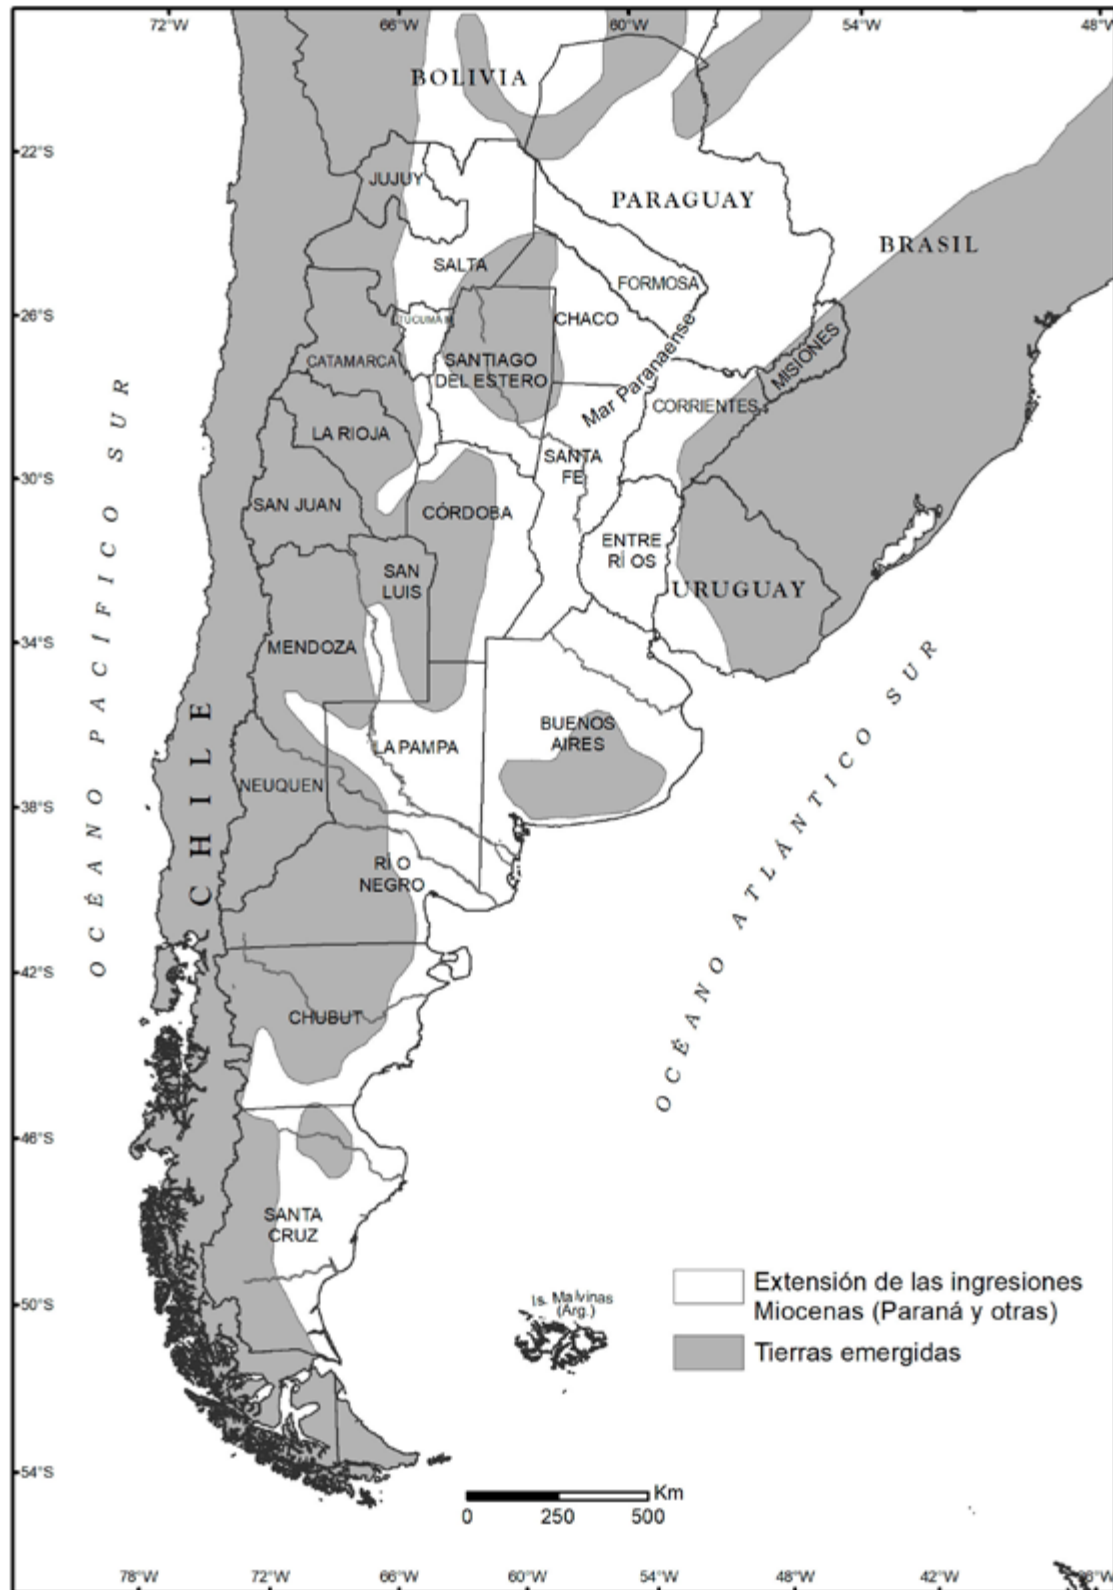 72°W 66°W 60°W 54°W 48°W
BOLIVIA
22°S
JUJUY
PARAGUAY
BRASIL
SALTA
FORMOSA
26°S
TUCUMÁN
CHACO
CATAMARCA
SANTIAGO
DEL ESTERO
Mar Paranaense
MISIONES
CORRIENTES
LA RIOJA
SANTA
FE
30°S
SAN JUAN
CÓRDOBA
ENTRE
RÍ OS
SAN
LUIS
URUGUAY
34°S
MENDOZA
OCÉANO PACÍFICO SUR
CHILE
BUENOS
AIRES
LA PAMPA
NEUQUEN
38°S
RÍ O
NEGRO
OCÉANO ATLÁNTICO SUR
42°S
CHUBUT
46°S
SANTA
CRUZ
50°S
Is. Malvinas
(Arg.)
Extensión de las ingresiones
Miocenas (Paraná y otras)
Tierras emergidas
54°S
Km
0 250 500
78°W 72°W 66°W 60°W 54°W 48°W 42°W 36°W